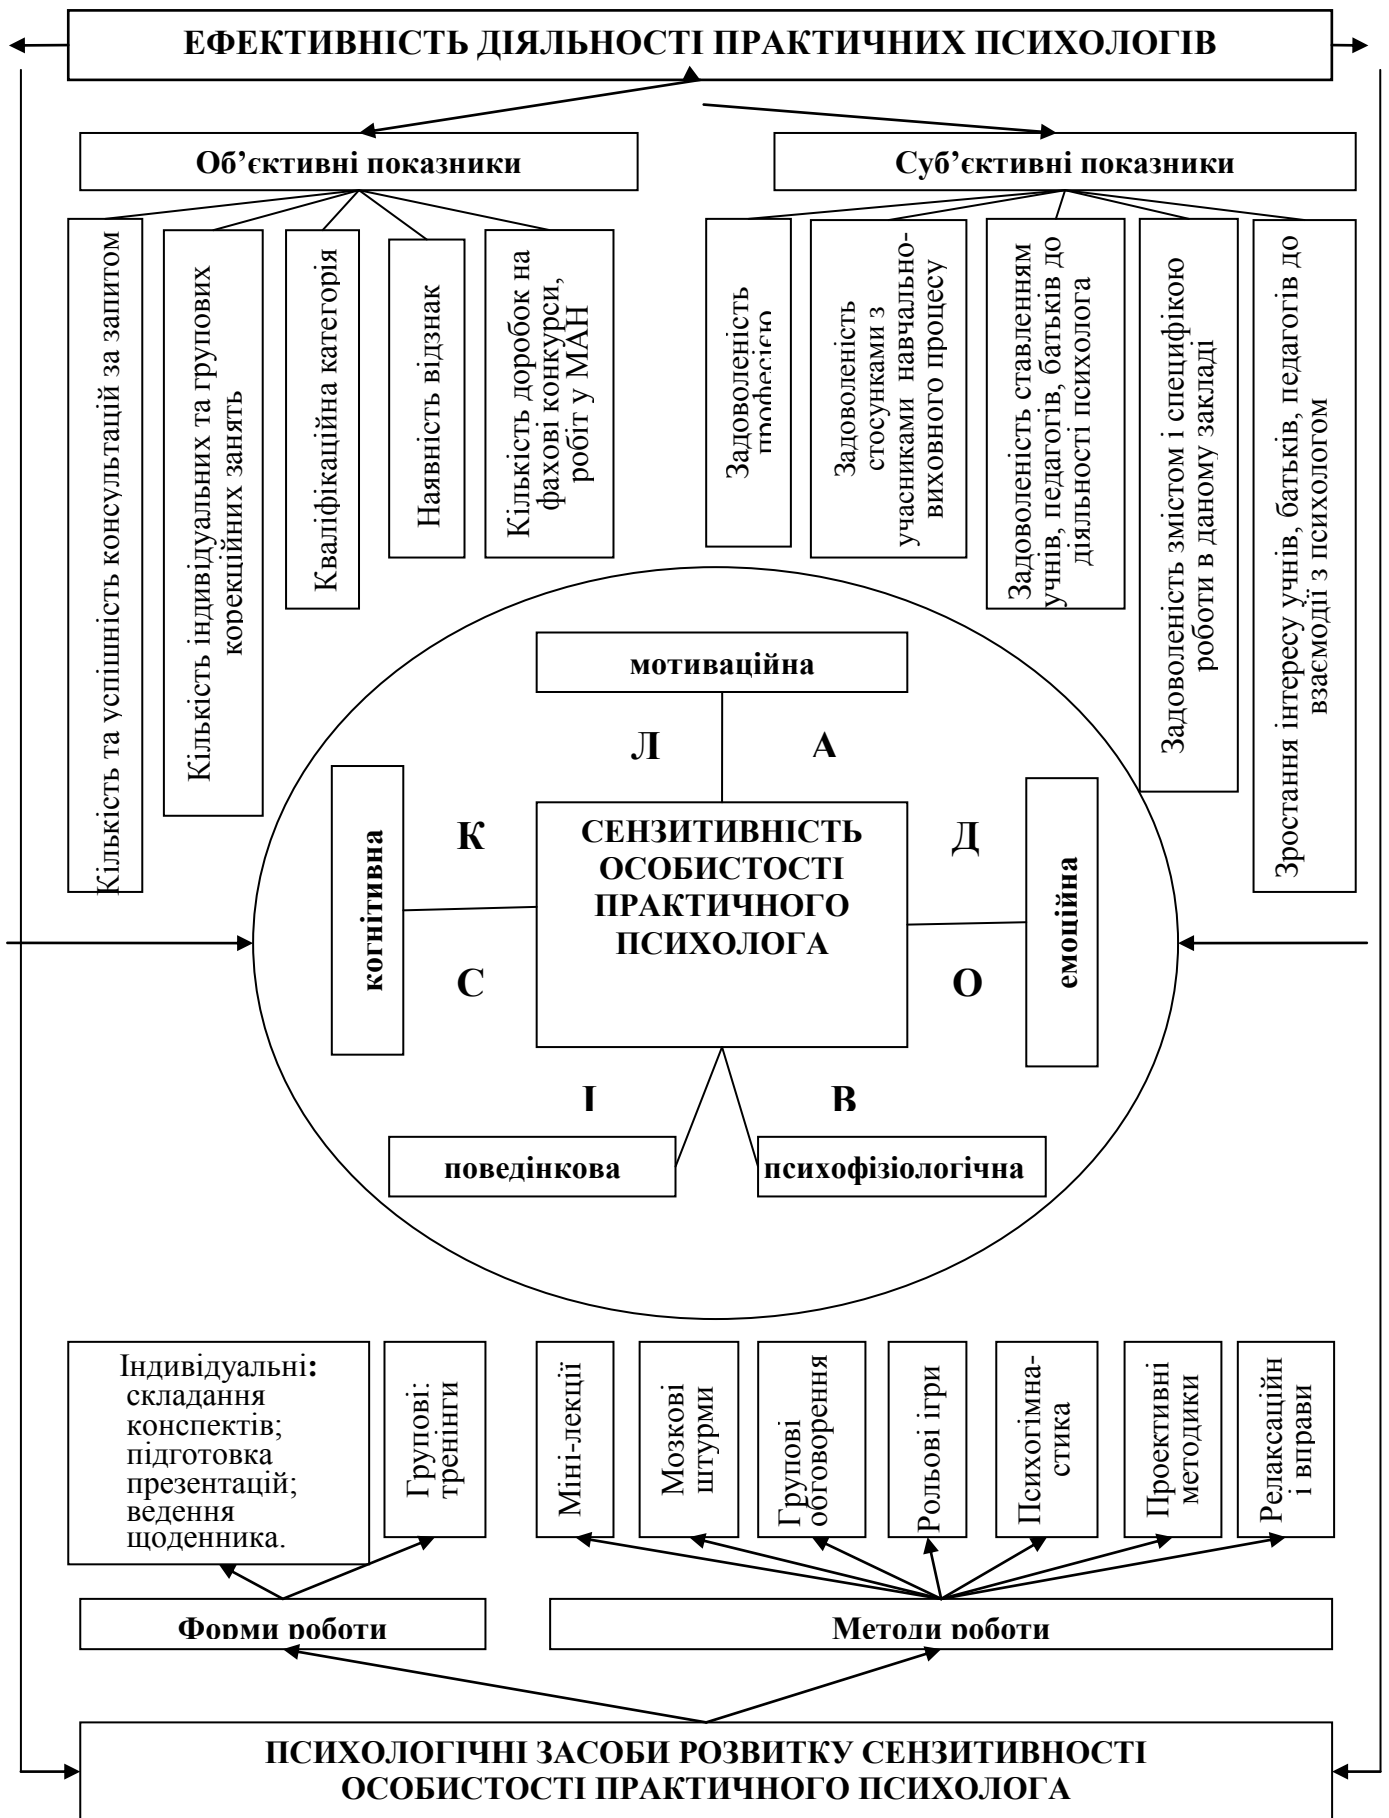 ЕФЕКТИВНІСТЬ ДІЯЛЬНОСТІ ПРАКТИЧНИХ ПСИХОЛОГІВ
Об’єктивні показники
Суб’єктивні показники
Кількість та успішність консультацій за запитом
Кількість індивідуальних та групових
корекційних занять
Кваліфікаційна категорія
Наявність відзнак
Кількість доробок на
фахові конкурси,
робіт у МАН
Задоволеність
професією
Задоволеність
стосунками з
учасниками навчально-
виховного процесу
Задоволеність ставленням
учнів, педагогів, батьків до
діяльності психолога
Задоволеність змістом і специфікою
роботи в даному закладі
Зростання інтересу учнів, батьків, педагогів до
взаємодії з психологом
мотиваційна
Л
А
К
Д
когнітивна
СЕНЗИТИВНІСТЬ
ОСОБИСТОСТІ
ПРАКТИЧНОГО
ПСИХОЛОГА
емоційна
С
О
І
В
поведінкова
психофізіологічна
Індивідуальні:
складання
конспектів;
підготовка
презентацій;
ведення
щоденника.
Групові:
тренінги
Міні-лекції
Мозкові
штурми
Групові
обговорення
Рольові ігри
Психогімна-
стика
Проективні
методики
Релаксаційн
і вправи
Форми роботи
Методи роботи
ПСИХОЛОГІЧНІ ЗАСОБИ РОЗВИТКУ СЕНЗИТИВНОСТІ
ОСОБИСТОСТІ ПРАКТИЧНОГО ПСИХОЛОГА